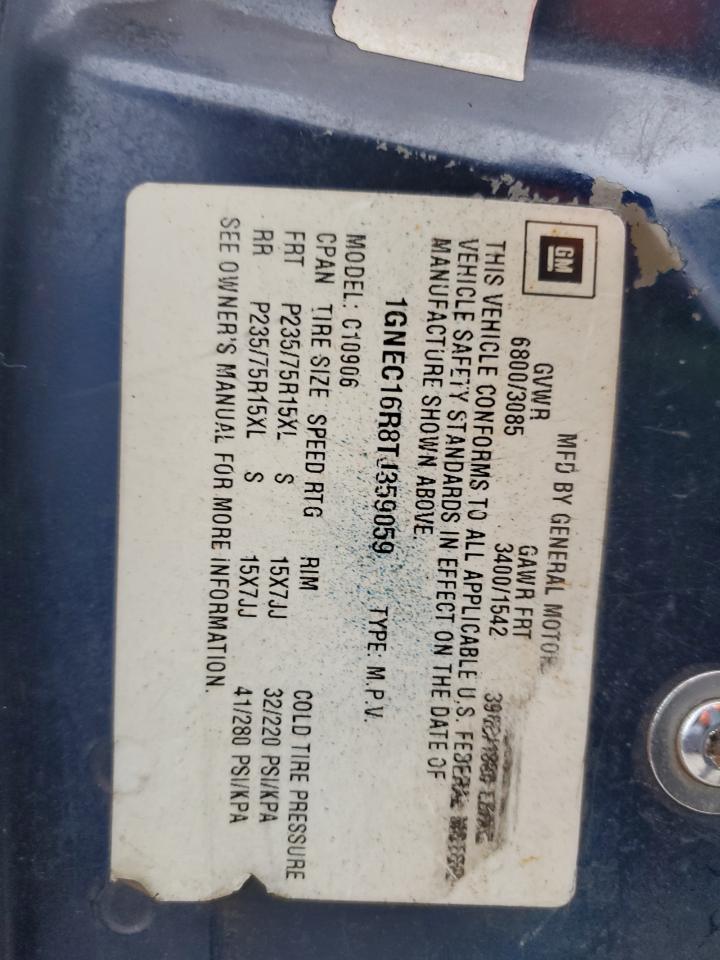 GM
MFD BY GENERAL MOTOR
GVWR GAWR FRT
6800/3085 3400/1542
THIS VEHICLE CONFORMS TO ALL APPLICABLE U.S.
VEHICLE SAFETY STANDARDS IN EFFECT ON THE DATE OF
MANUFACTURE SHOWN ABOVE.
1GNEC16R8TJ359059 TYPE: M.P.V.
MODEL: C10906
CPAN TIRE SIZE SPEED RTG RIM COLD TIRE PRESSURE
FRT P235/75R15XL S 15X7JJ 32/220 PSI/KPA
RR P235/75R15XL S 15X7JJ 41/280 PSI/KPA
SEE OWNER'S MANUAL FOR MORE INFORMATION.